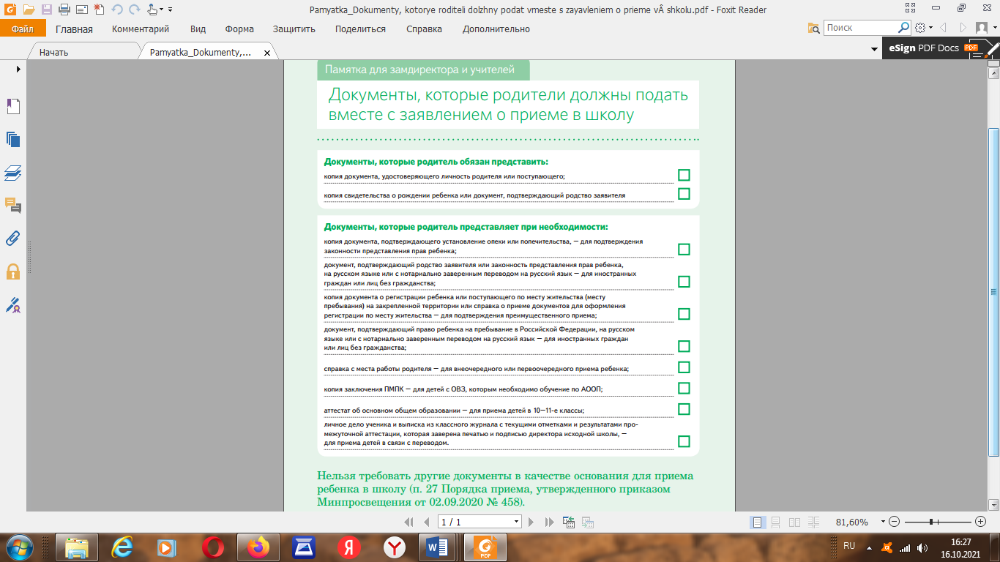 Pamyatka_Dokumenty, kotorye roditeli dolzhny podat vmeste s zayavleniem o prieme vÂ shkolu.pdf - Foxit Reader
Файл Главная Комментарий Вид Форма Защитить Поделиться Справка Дополнительно Поиск
Начать Pamyatka_Dokumenty,... eSign PDF Docs PDF
Памятка для замдиректора и учителей
Документы, которые родители должны подать
вместе с заявлением о приеме в школу
Документы, которые родитель обязан представить:
копия документа, удостоверяющего личность родителя или поступающего;
копия свидетельства о рождении ребенка или документ, подтверждающий родство заявителя
Документы, которые родитель представляет при необходимости:
копия документа, подтверждающего установление опеки или попечительства, — для подтверждения
законности представления прав ребенка;
документ, подтверждающий родство заявителя или законность представления прав ребенка,
на русском языке или с нотариально заверенным переводом на русский язык — для иностранных
граждан или лиц без гражданства;
копия документа о регистрации ребенка или поступающего по месту жительства (месту
пребывания) на закрепленной территории или справка о приеме документов для оформления
регистрации по месту жительства — для подтверждения преимущественного приема;
документ, подтверждающий право ребенка на пребывание в Российской Федерации, на русском
языке или с нотариально заверенным переводом на русский язык — для иностранных граждан
или лиц без гражданства;
справка с места работы родителя — для внеочередного или первоочередного приема ребенка;
копия заключения ПМПК — для детей с ОВЗ, которым необходимо обучение по АООП;
аттестат об основном общем образовании — для приема детей в 10—11-е классы;
личное дело ученика и выписка из классного журнала с текущими отметками и результатами про-
межуточной аттестации, которая заверена печатью и подписью директора исходной школы, —
для приема детей в связи с переводом.
Нельзя требовать другие документы в качестве основания для приема
ребенка в школу (п. 27 Порядка приема, утвержденного приказом
Минпросвещения от 02.09.2020 № 458).
1 / 1 81,60%
RU 16:27
16.10.2021
PDF